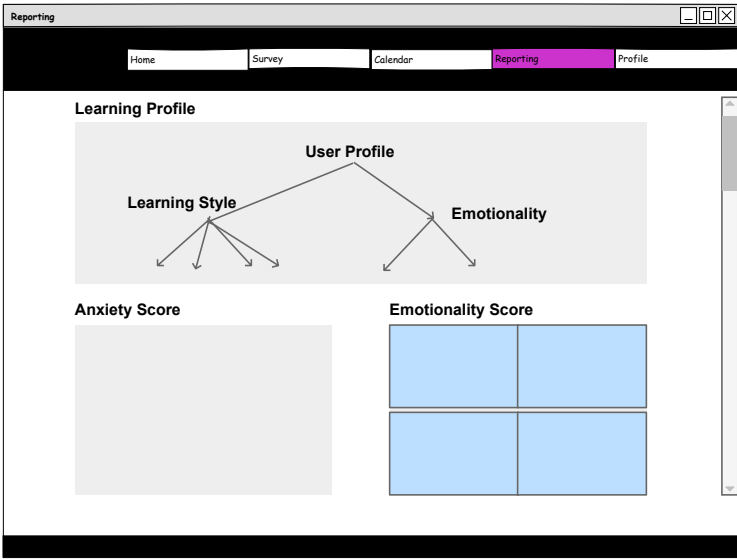 Reporting
Home Survey Calendar Reporting Profile
Learning Profile
User Profile
Learning Style
Emotionality
Anxiety Score Emotionality Score